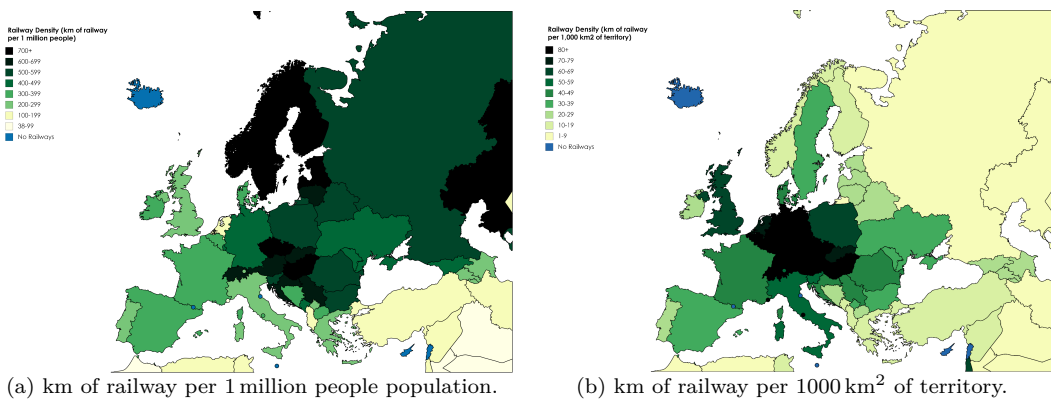 Railway Density (km of railway
per 1 million people)
700+
600-699
500-599
400-499
300-399
200-299
100-199
38-99
No Railways
(a) km of railway per 1 million people population.
Railway Density (km of railway
per 1,000 km2 of territory)
80+
70-79
60-69
50-59
40-49
30-39
20-29
10-19
1-9
No Railways
(b) km of railway per 1000 km² of territory.